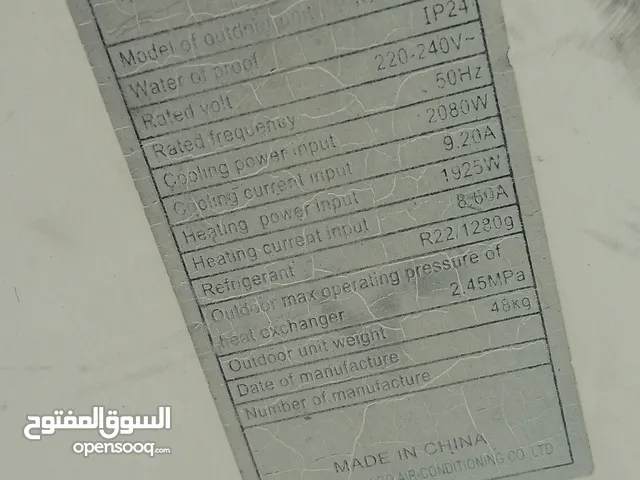 Model of outdoor unit
Water of proof IP24
Rated volt 220-240V~
Rated frequency 50Hz
Cooling power input 2080W
Cooling current input 9.20A
Heating power input 1925W
Heating current input 8.60A
Refrigerant R22/1280g
Outdoor max operating pressure of
heat exchanger 2.45MPa
Outdoor unit weight 48kg
Date of manufacture
Number of manufacture
MADE IN CHINA
AIR-CONDITIONING CO., LTD
السوق المفتوح
opensooq.com